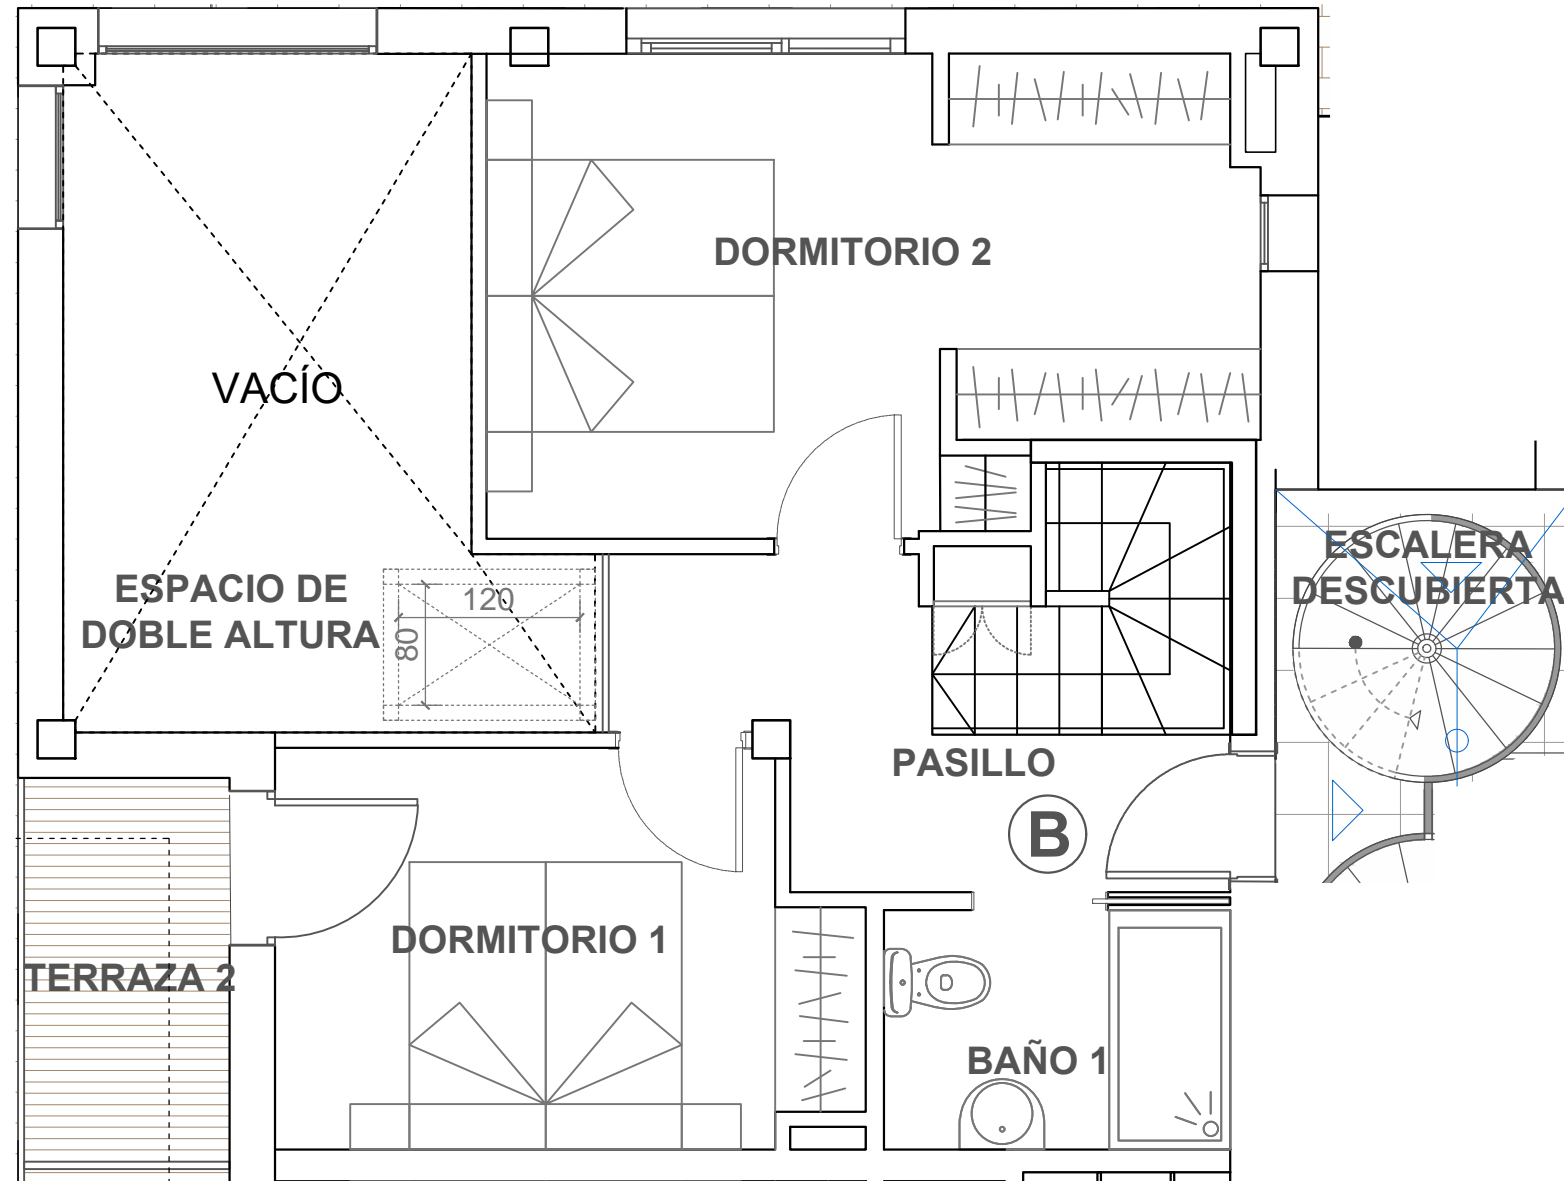 DORMITORIO 2
VACÍO
ESCALERA
DESCUBIERTA
ESPACIO DE
DOBLE ALTURA
120
80
PASILLO
B
DORMITORIO 1
TERRAZA 2
BAÑO 1